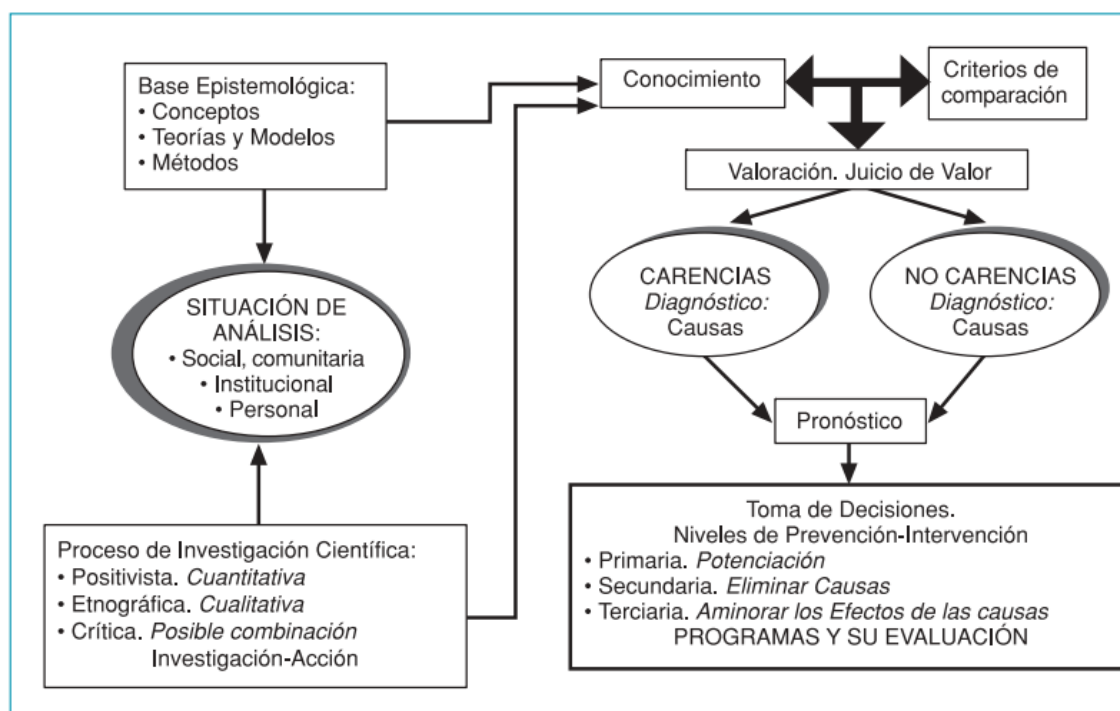 Base Epistemológica:
• Conceptos
• Teorías y Modelos
• Métodos
SITUACIÓN DE
ANÁLISIS:
• Social, comunitaria
• Institucional
• Personal
Proceso de Investigación Científica:
• Positivista. Cuantitativa
• Etnográfica. Cualitativa
• Crítica. Posible combinación
Investigación-Acción
Conocimiento
Criterios de
comparación
Valoración. Juicio de Valor
CARENCIAS
Diagnóstico:
Causas
NO CARENCIAS
Diagnóstico:
Causas
Pronóstico
Toma de Decisiones.
Niveles de Prevención-Intervención
• Primaria. Potenciación
• Secundaria. Eliminar Causas
• Terciaria. Aminorar los Efectos de las causas
PROGRAMAS Y SU EVALUACIÓN